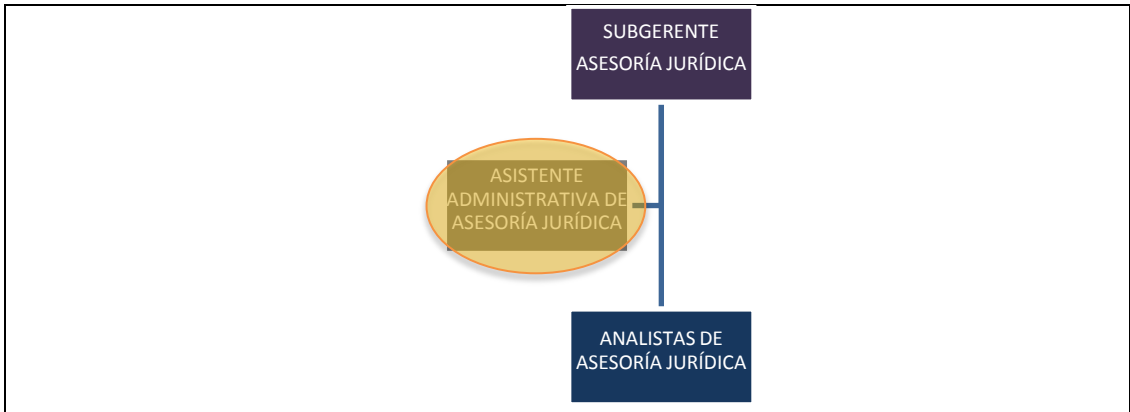 SUBGERENTE
ASESORÍA JURÍDICA
ASISTENTE
ADMINISTRATIVA DE
ASESORÍA JURÍDICA
ANALISTAS DE
ASESORÍA JURÍDICA